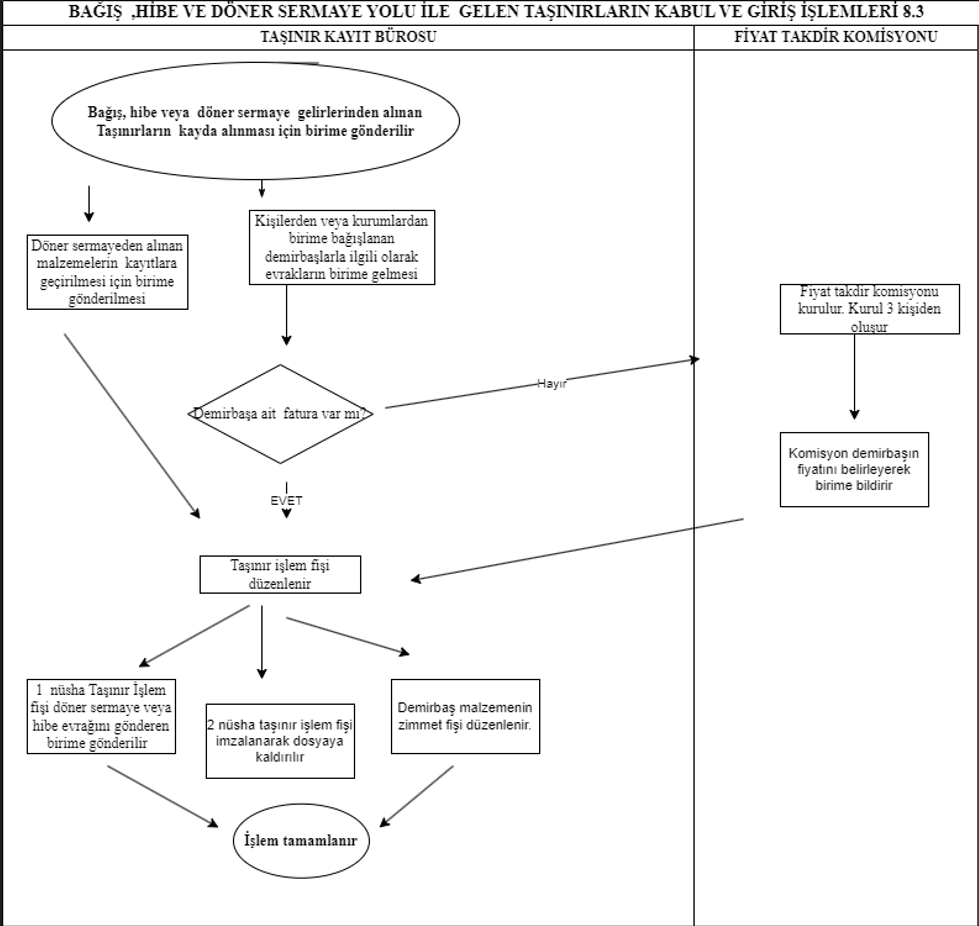 BAĞIŞ ,HİBE VE DÖNER SERMAYE YOLU İLE GELEN TAŞINIRLARIN KABUL VE GİRİŞ İŞLEMLERİ 8.3
TAŞINIR KAYIT BÜROSU
FİYAT TAKDİR KOMİSYONU
Bağış, hibe veya döner sermaye gelirlerinden alınan
Taşınırların kayda alınması için birime gönderilir
Döner sermayeden alınan
malzemelerin kayıtlara
geçirilmesi için birime
gönderilmesi
Kişilerden veya kurumlardan
birime bağışlanan
demirbaşlarla ilgili olarak
evrakların birime gelmesi
Fiyat takdir komisyonu
kurulur. Kurul 3 kişiden
oluşur
Hayır
Demirbaşa ait fatura var mı?
Komisyon demirbaşın
fiyatını belirleyerek
birime bildirir
EVET
Taşınır işlem fişi
düzenlenir
1 nüsha Taşınır İşlem
fişi döner sermaye veya
hibe evrağını gönderen
birime gönderilir
2 nüsha taşınır işlem fişi
imzalanarak dosyaya
kaldırılır
Demirbaş malzemenin
zimmet fişi düzenlenir.
İşlem tamamlanır